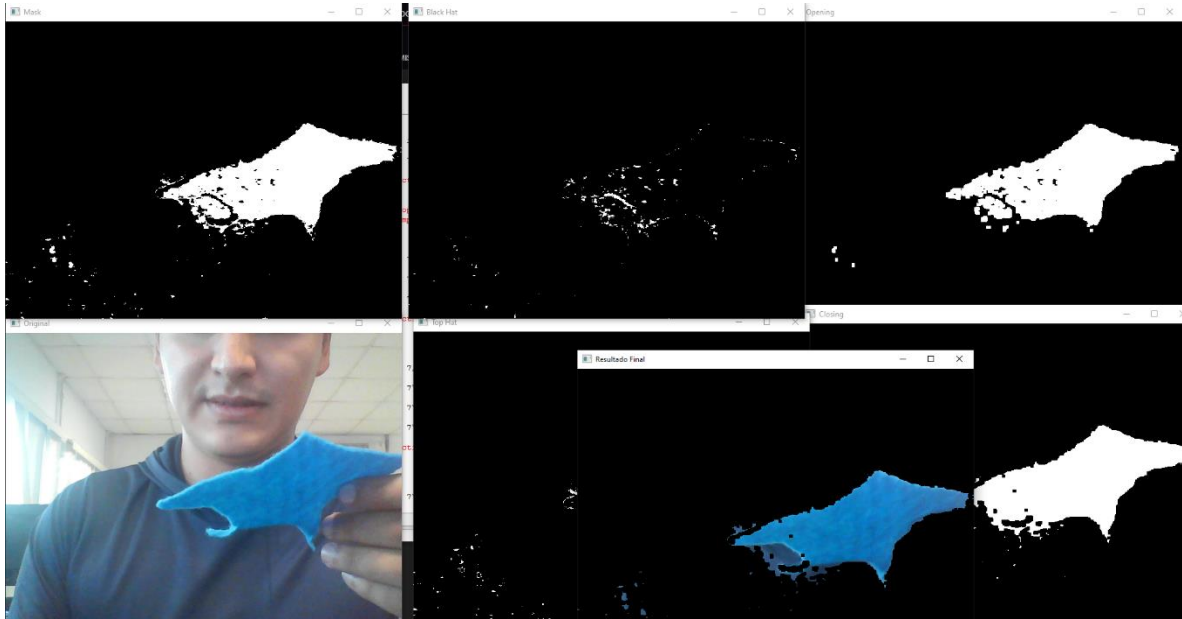 Mask
Black Hat
Opening
Original
Top Hat
Closing
Resultado Final